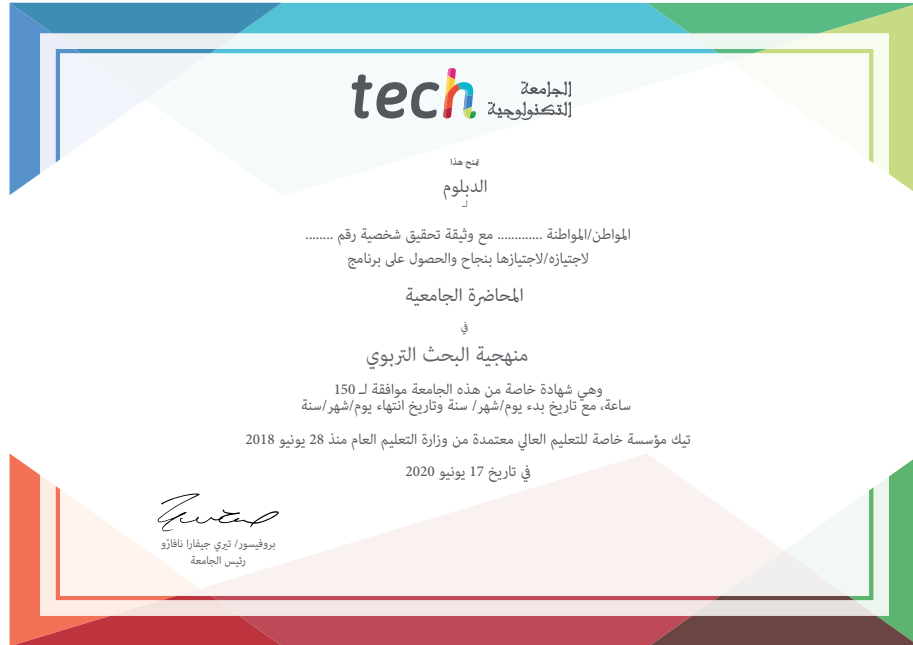 tech الجامعة
التكنولوجية
تمنح هذا
الدبلوم
لـ
المواطن/المواطنة ............. مع وثيقة تحقيق شخصية رقم ........
لاجتيازه/لاجتيازها بنجاح والحصول على برنامج
المحاضرة الجامعية
في
منهجية البحث التربوي
وهي شهادة خاصة من هذه الجامعة موافقة لـ 150
ساعة، مع تاريخ بدء يوم/شهر/ سنة وتاريخ انتهاء يوم/شهر/سنة
تيك مؤسسة خاصة للتعليم العالي معتمدة من وزارة التعليم العام منذ 28 يونيو 2018
في تاريخ 17 يونيو 2020
بروفيسور/ تيري جيفارا نافارّو
رئيس الجامعة